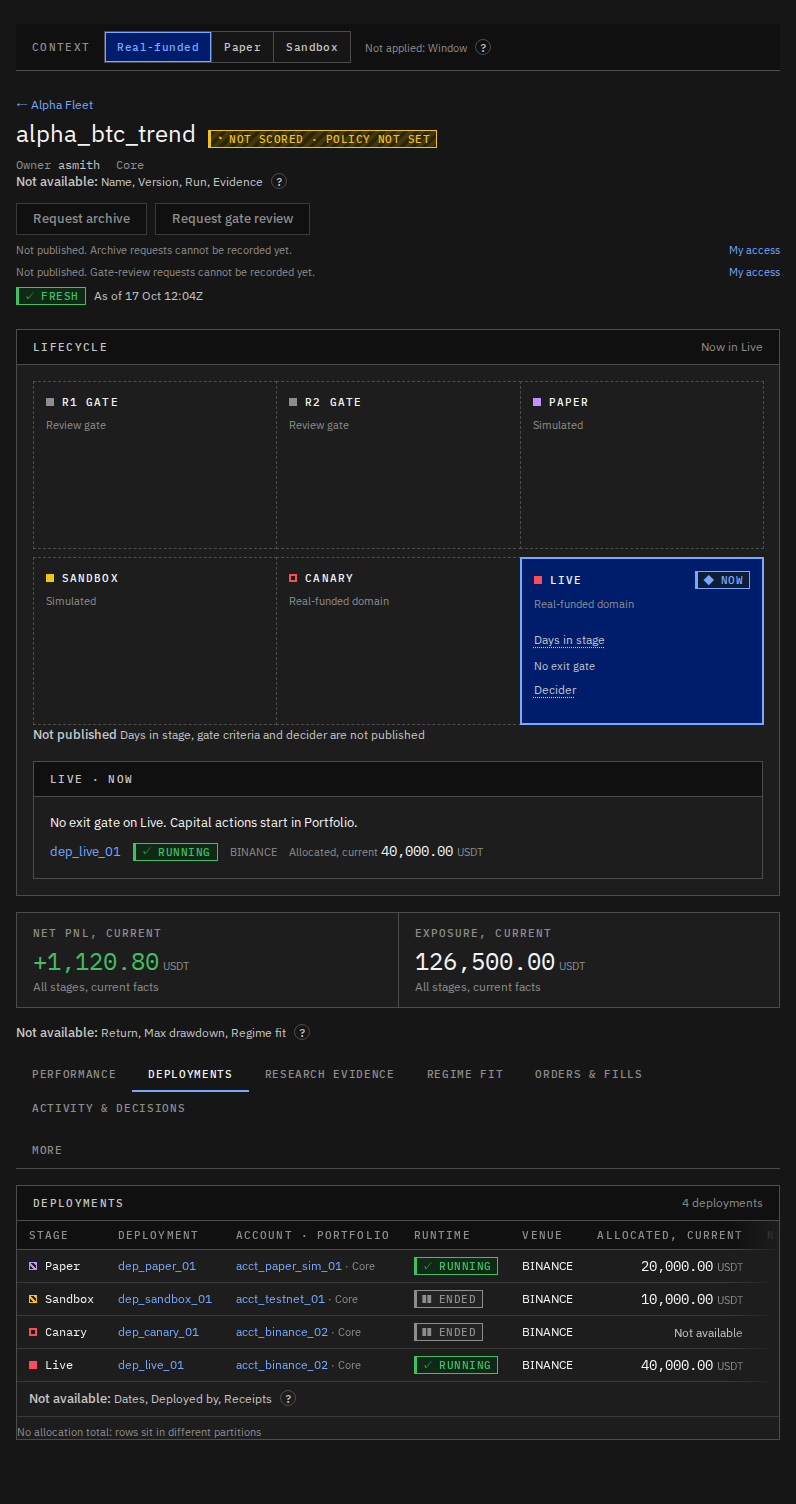 CONTEXT Real-funded Paper Sandbox Not applied: Window ?
← Alpha Fleet
alpha_btc_trend NOT SCORED · POLICY NOT SET
Owner asmith Core
Not available: Name, Version, Run, Evidence ?
Request archive Request gate review
Not published. Archive requests cannot be recorded yet. My access
Not published. Gate-review requests cannot be recorded yet. My access
✓ FRESH As of 17 Oct 12:04Z
LIFECYCLE Now in Live
R1 GATE R2 GATE PAPER
Review gate Review gate Simulated
SANDBOX CANARY LIVE ◆ NOW
Simulated Real-funded domain Real-funded domain
Days in stage
No exit gate
Decider
Not published Days in stage, gate criteria and decider are not published
LIVE · NOW
No exit gate on Live. Capital actions start in Portfolio.
dep_live_01 ✓ RUNNING BINANCE Allocated, current 40,000.00 USDT
NET PNL, CURRENT EXPOSURE, CURRENT
+1,120.80 USDT 126,500.00 USDT
All stages, current facts All stages, current facts
Not available: Return, Max drawdown, Regime fit ?
PERFORMANCE DEPLOYMENTS RESEARCH EVIDENCE REGIME FIT ORDERS & FILLS
ACTIVITY & DECISIONS
MORE
DEPLOYMENTS 4 deployments
STAGE DEPLOYMENT ACCOUNT · PORTFOLIO RUNTIME VENUE ALLOCATED, CURRENT
Paper dep_paper_01 acct_paper_sim_01 · Core ✓ RUNNING BINANCE 20,000.00 USDT
Sandbox dep_sandbox_01 acct_testnet_01 · Core ENDED BINANCE 10,000.00 USDT
Canary dep_canary_01 acct_binance_02 · Core ENDED BINANCE Not available
Live dep_live_01 acct_binance_02 · Core ✓ RUNNING BINANCE 40,000.00 USDT
Not available: Dates, Deployed by, Receipts ?
No allocation total: rows sit in different partitions